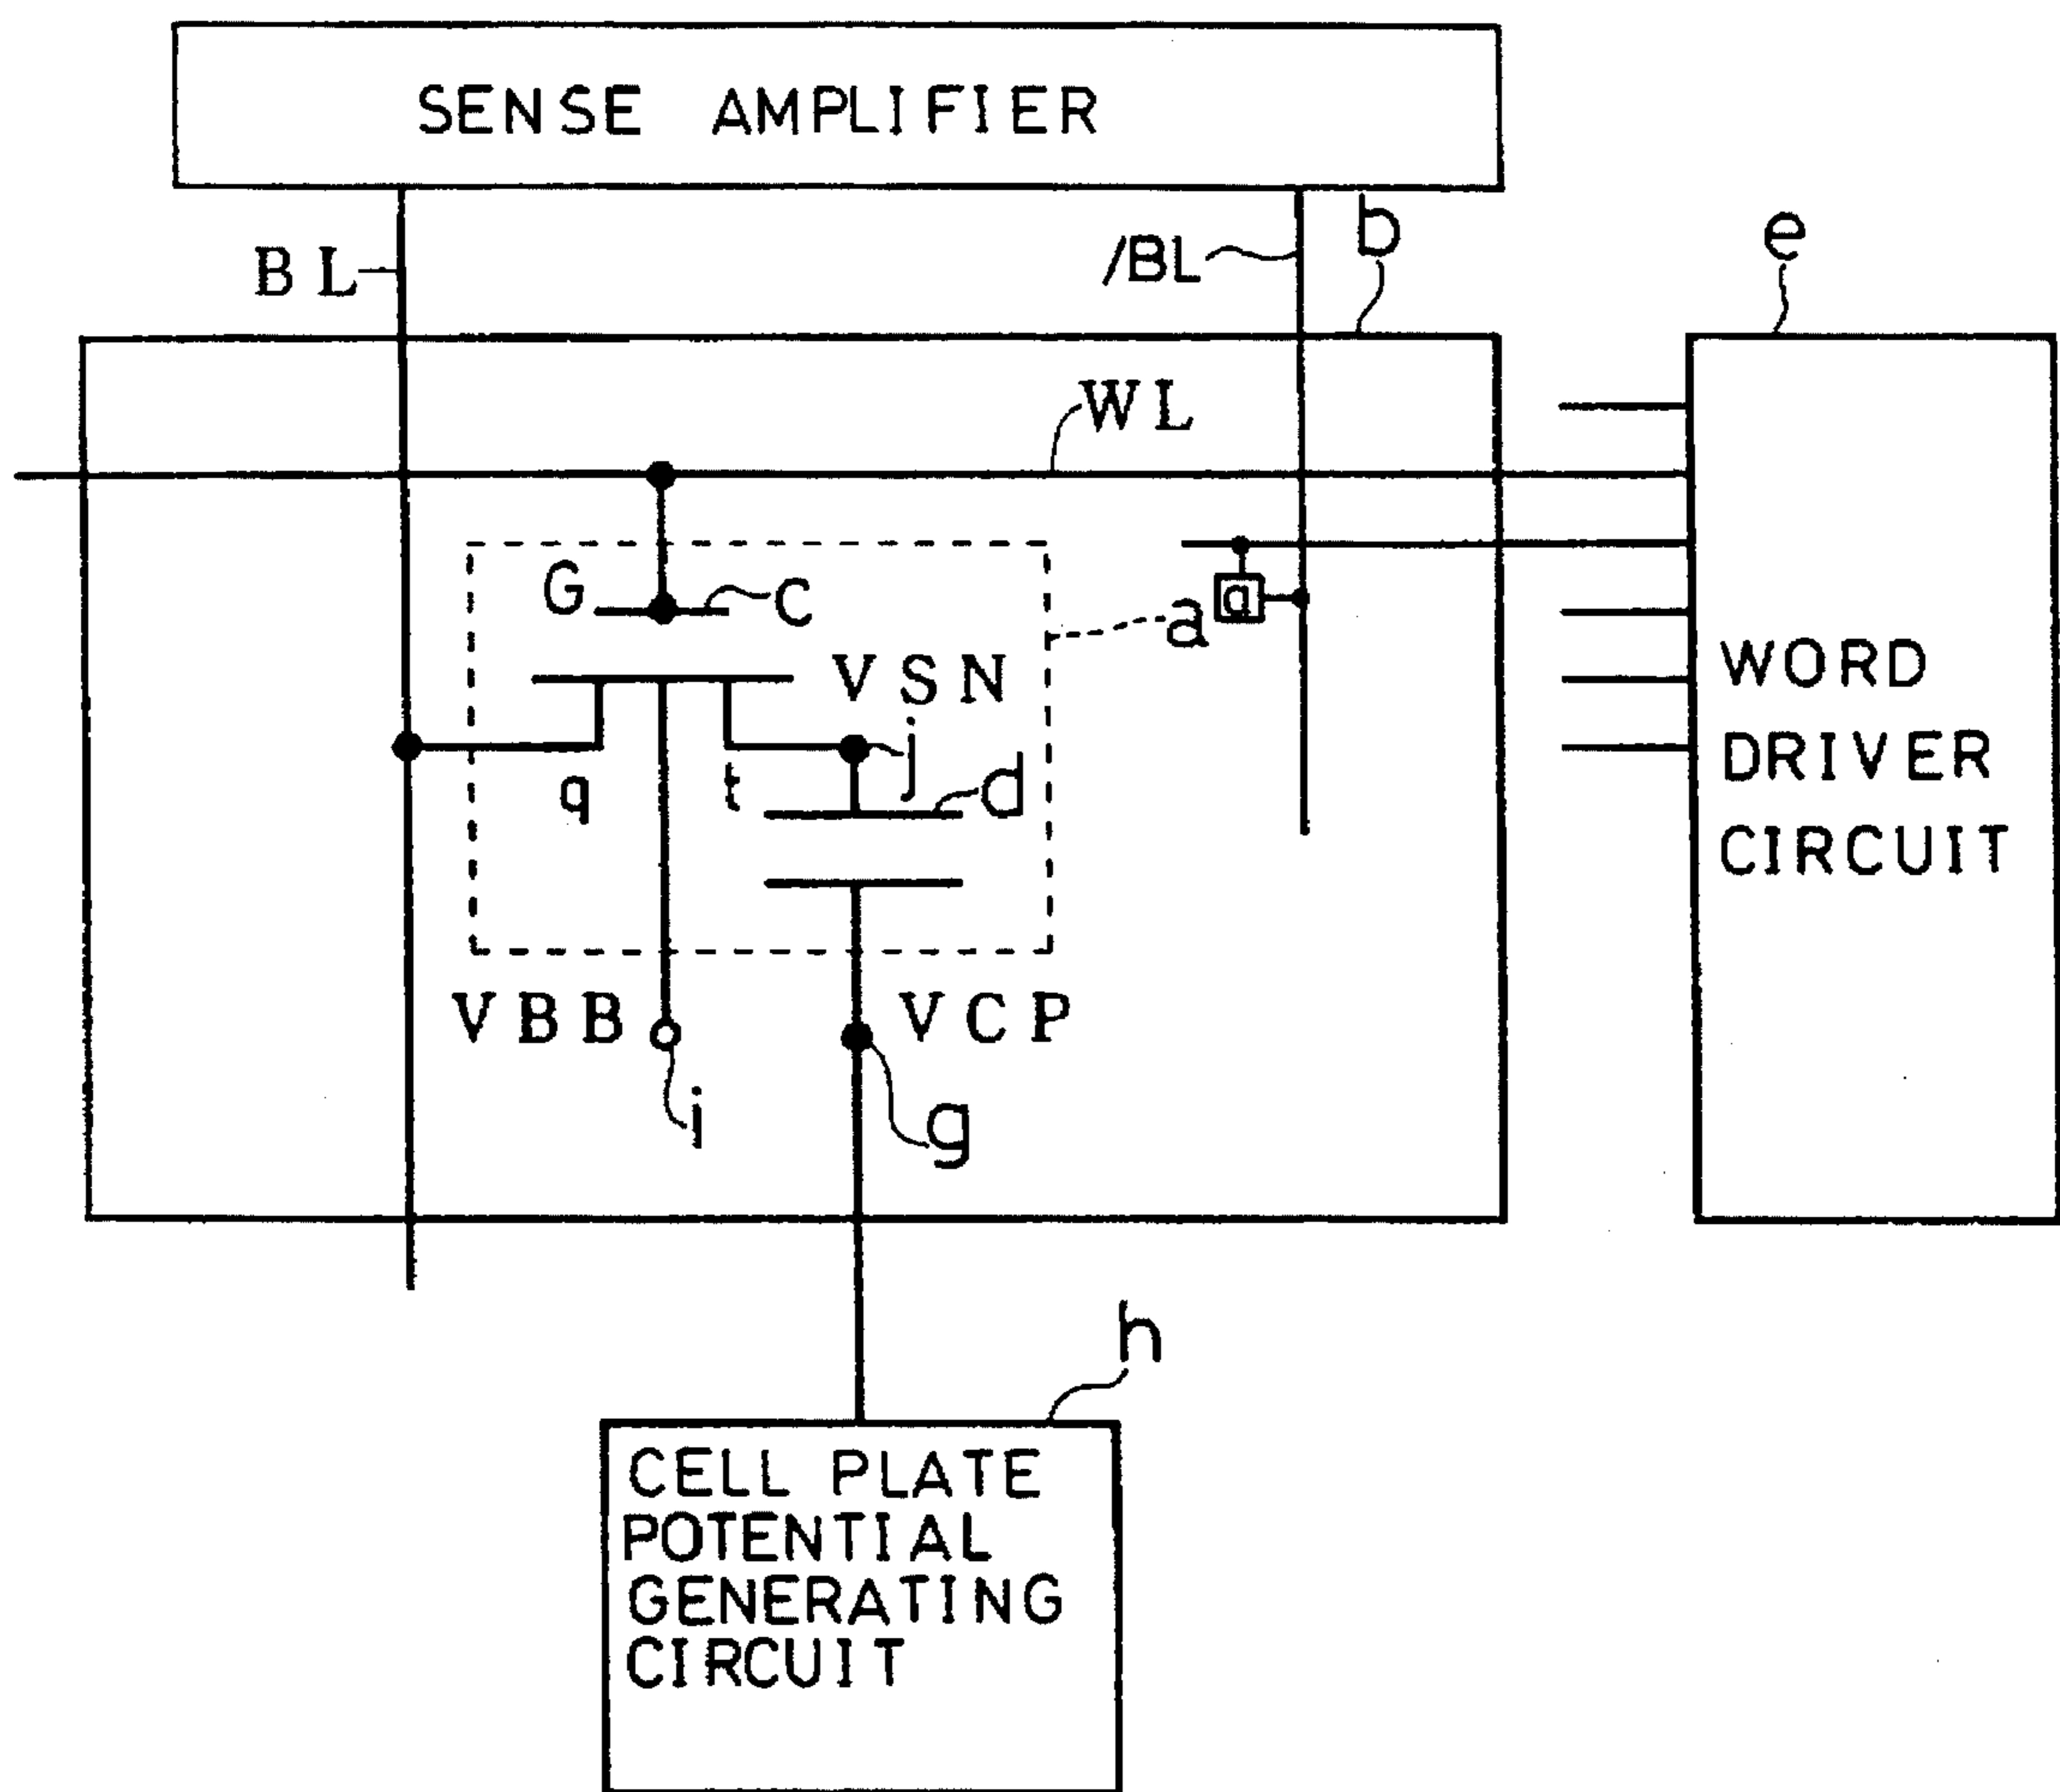 SENSE AMPLIFIER
BL
/BL
b
e
WL
G
c
a
a
VSN
j
q
t
d
WORD
DRIVER
CIRCUIT
VBB
VCP
i
g
h
CELL PLATE
POTENTIAL
GENERATING
CIRCUIT